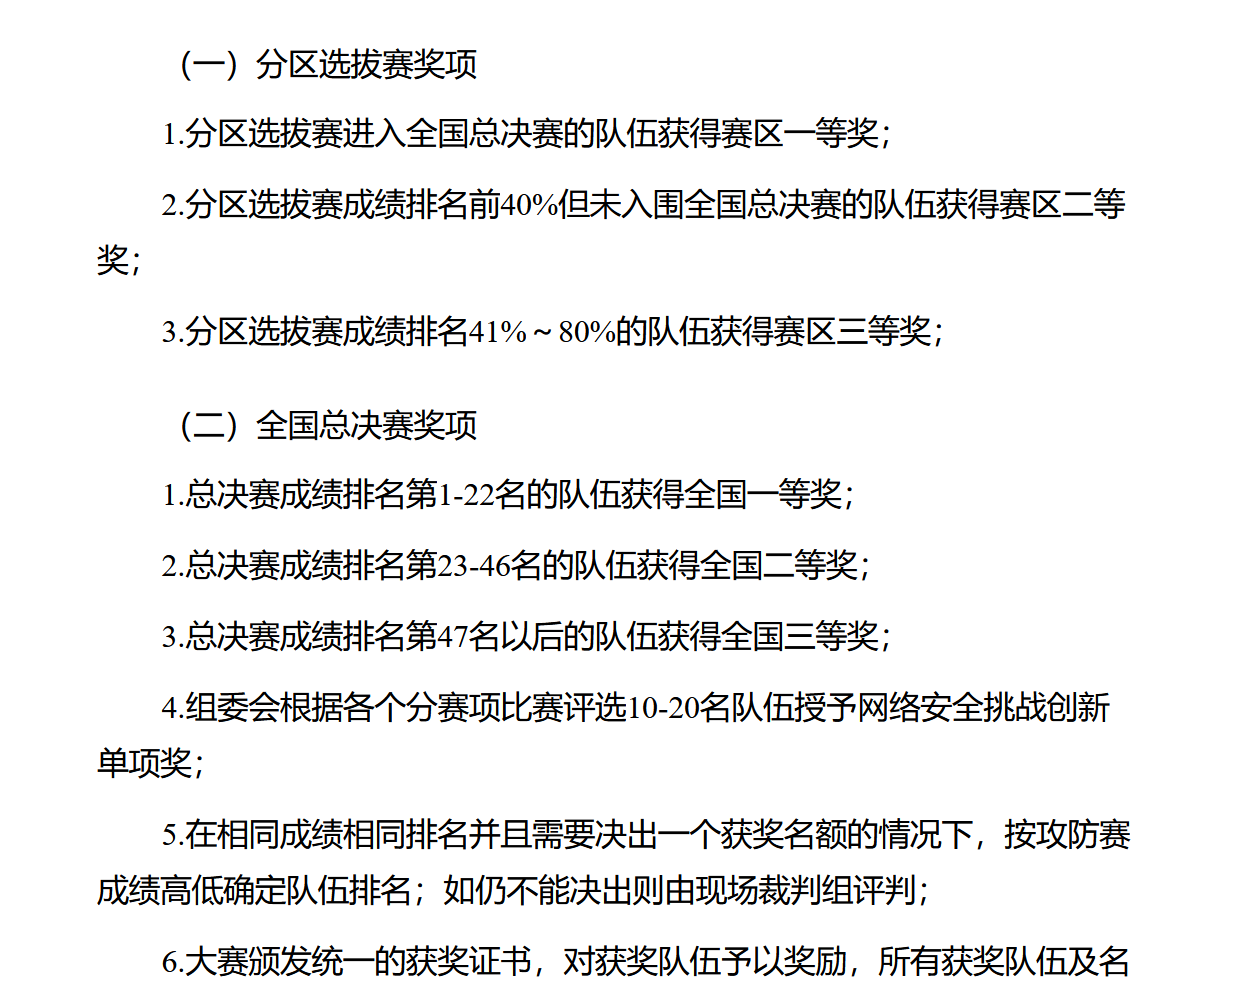 （一）分区选拔赛奖项
1.分区选拔赛进入全国总决赛的队伍获得赛区一等奖；
2.分区选拔赛成绩排名前40%但未入围全国总决赛的队伍获得赛区二等
奖；
3.分区选拔赛成绩排名41%～80%的队伍获得赛区三等奖；
（二）全国总决赛奖项
1.总决赛成绩排名第1-22名的队伍获得全国一等奖；
2.总决赛成绩排名第23-46名的队伍获得全国二等奖；
3.总决赛成绩排名第47名以后的队伍获得全国三等奖；
4.组委会根据各个分赛项比赛评选10-20名队伍授予网络安全挑战创新
单项奖；
5.在相同成绩相同排名并且需要决出一个获奖名额的情况下，按攻防赛
成绩高低确定队伍排名；如仍不能决出则由现场裁判组评判；
6.大赛颁发统一的获奖证书，对获奖队伍予以奖励，所有获奖队伍及名